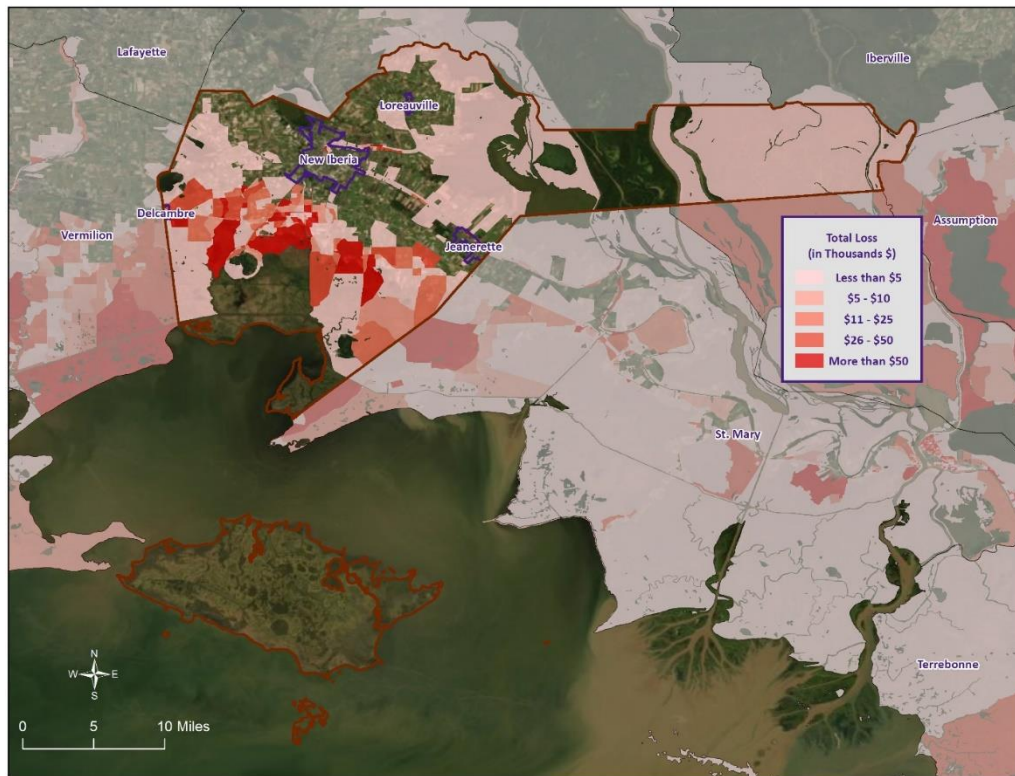 Lafayette
Iberville
Loreauville
New Iberia
Delcambre
Vermilion
Jeanerette
Assumption
Total Loss
(in Thousands $)
Less than $5
$5 - $10
$11 - $25
$26 - $50
More than $50
St. Mary
Terrebonne
N
W E
S
0 5 10 Miles